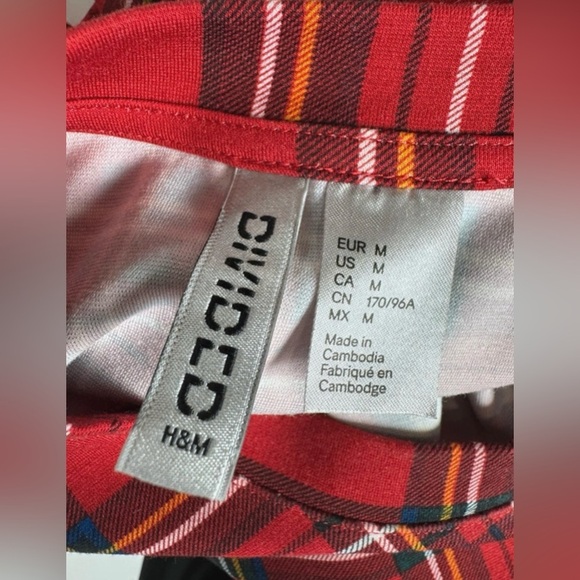 DIVIDED
H&M
EUR M
US M
CA M
CN 170/96A
MX M
Made in
Cambodia
Fabriqué en
Cambodge